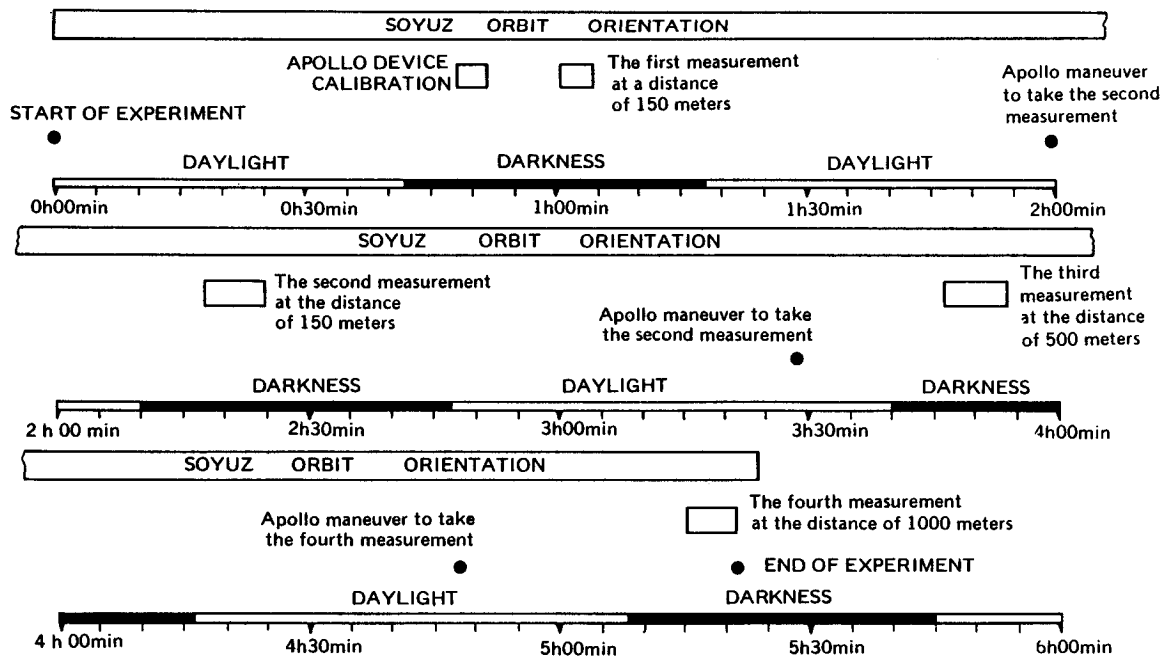 SOYUZ ORBIT ORIENTATION
APOLLO DEVICE
CALIBRATION
The first measurement
at a distance
of 150 meters
Apollo maneuver
to take the second
measurement
START OF EXPERIMENT
DAYLIGHT DARKNESS DAYLIGHT
0h00min 0h30min 1h00min 1h30min 2h00min
SOYUZ ORBIT ORIENTATION
The second measurement
at the distance
of 150 meters
The third
measurement
at the distance
of 500 meters
Apollo maneuver to take
the second measurement
DARKNESS DAYLIGHT DARKNESS
2 h 00 min 2h30min 3h00min 3h30min 4h00min
SOYUZ ORBIT ORIENTATION
The fourth measurement
at the distance of 1000 meters
Apollo maneuver to take
the fourth measurement
END OF EXPERIMENT
DAYLIGHT DARKNESS
4 h 00min 4h30min 5h00min 5h30min 6h00min